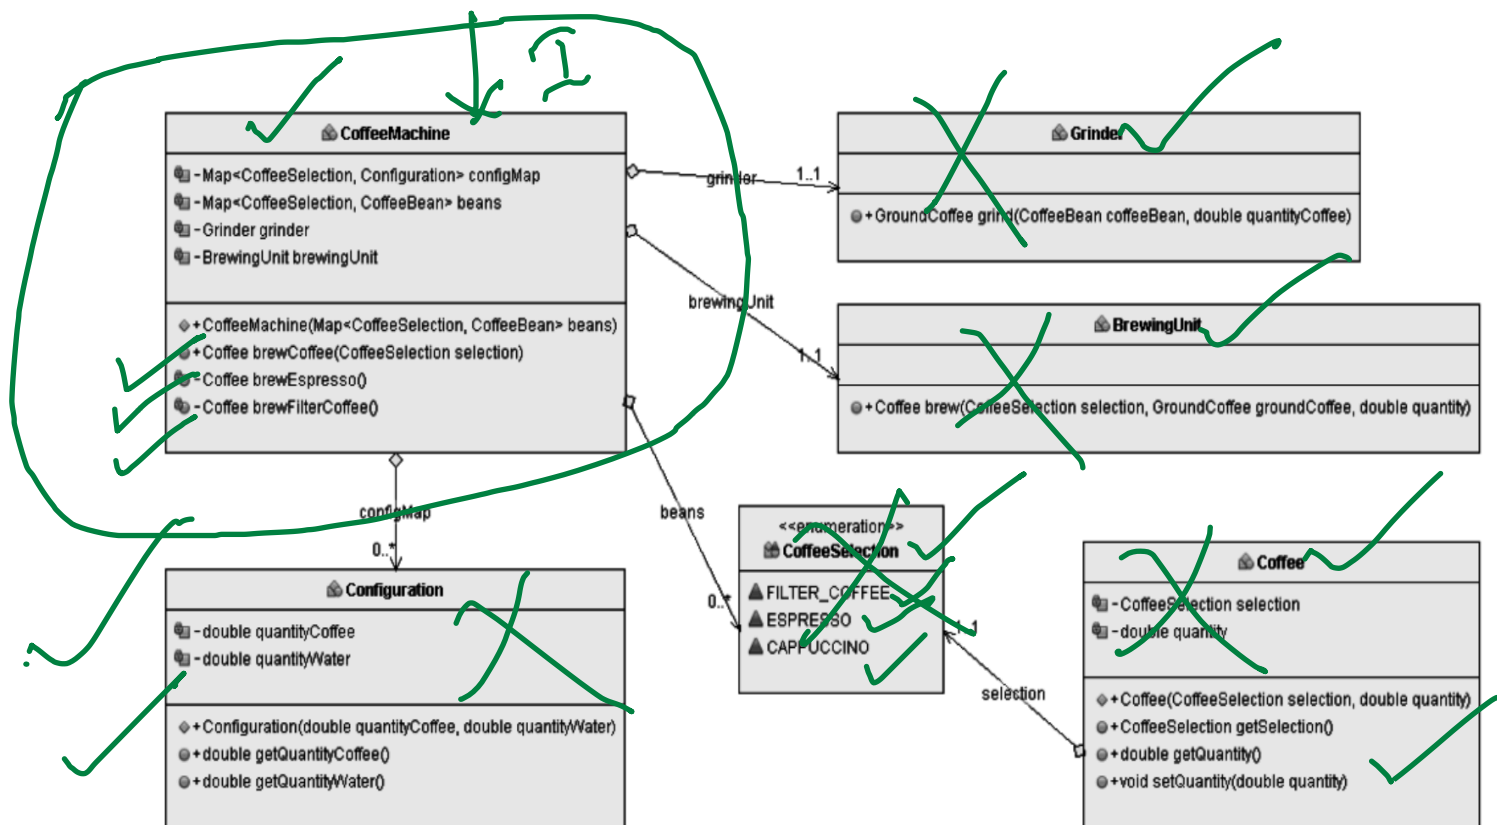 I
CoffeeMachine
-Map<CoffeeSelection, Configuration> configMap
-Map<CoffeeSelection, CoffeeBean> beans
-Grinder grinder
-BrewingUnit brewingUnit
+CoffeeMachine(Map<CoffeeSelection, CoffeeBean> beans)
+Coffee brewCoffee(CoffeeSelection selection)
-Coffee brewEspresso()
-Coffee brewFilterCoffee()
grinder
1..1
Grinder
+GroundCoffee grind(CoffeeBean coffeeBean, double quantityCoffee)
brewingUnit
1..1
BrewingUnit
+Coffee brew(CoffeeSelection selection, GroundCoffee groundCoffee, double quantity)
configMap
0..*
Configuration
-double quantityCoffee
-double quantityWater
+Configuration(double quantityCoffee, double quantityWater)
+double getQuantityCoffee()
+double getQuantityWater()
beans
0..*
<<enumeration>>
CoffeeSelection
FILTER_COFFEE
ESPRESSO
CAPPUCCINO
1..1
selection
Coffee
-CoffeeSelection selection
-double quantity
+Coffee(CoffeeSelection selection, double quantity)
+CoffeeSelection getSelection()
+double getQuantity()
+void setQuantity(double quantity)